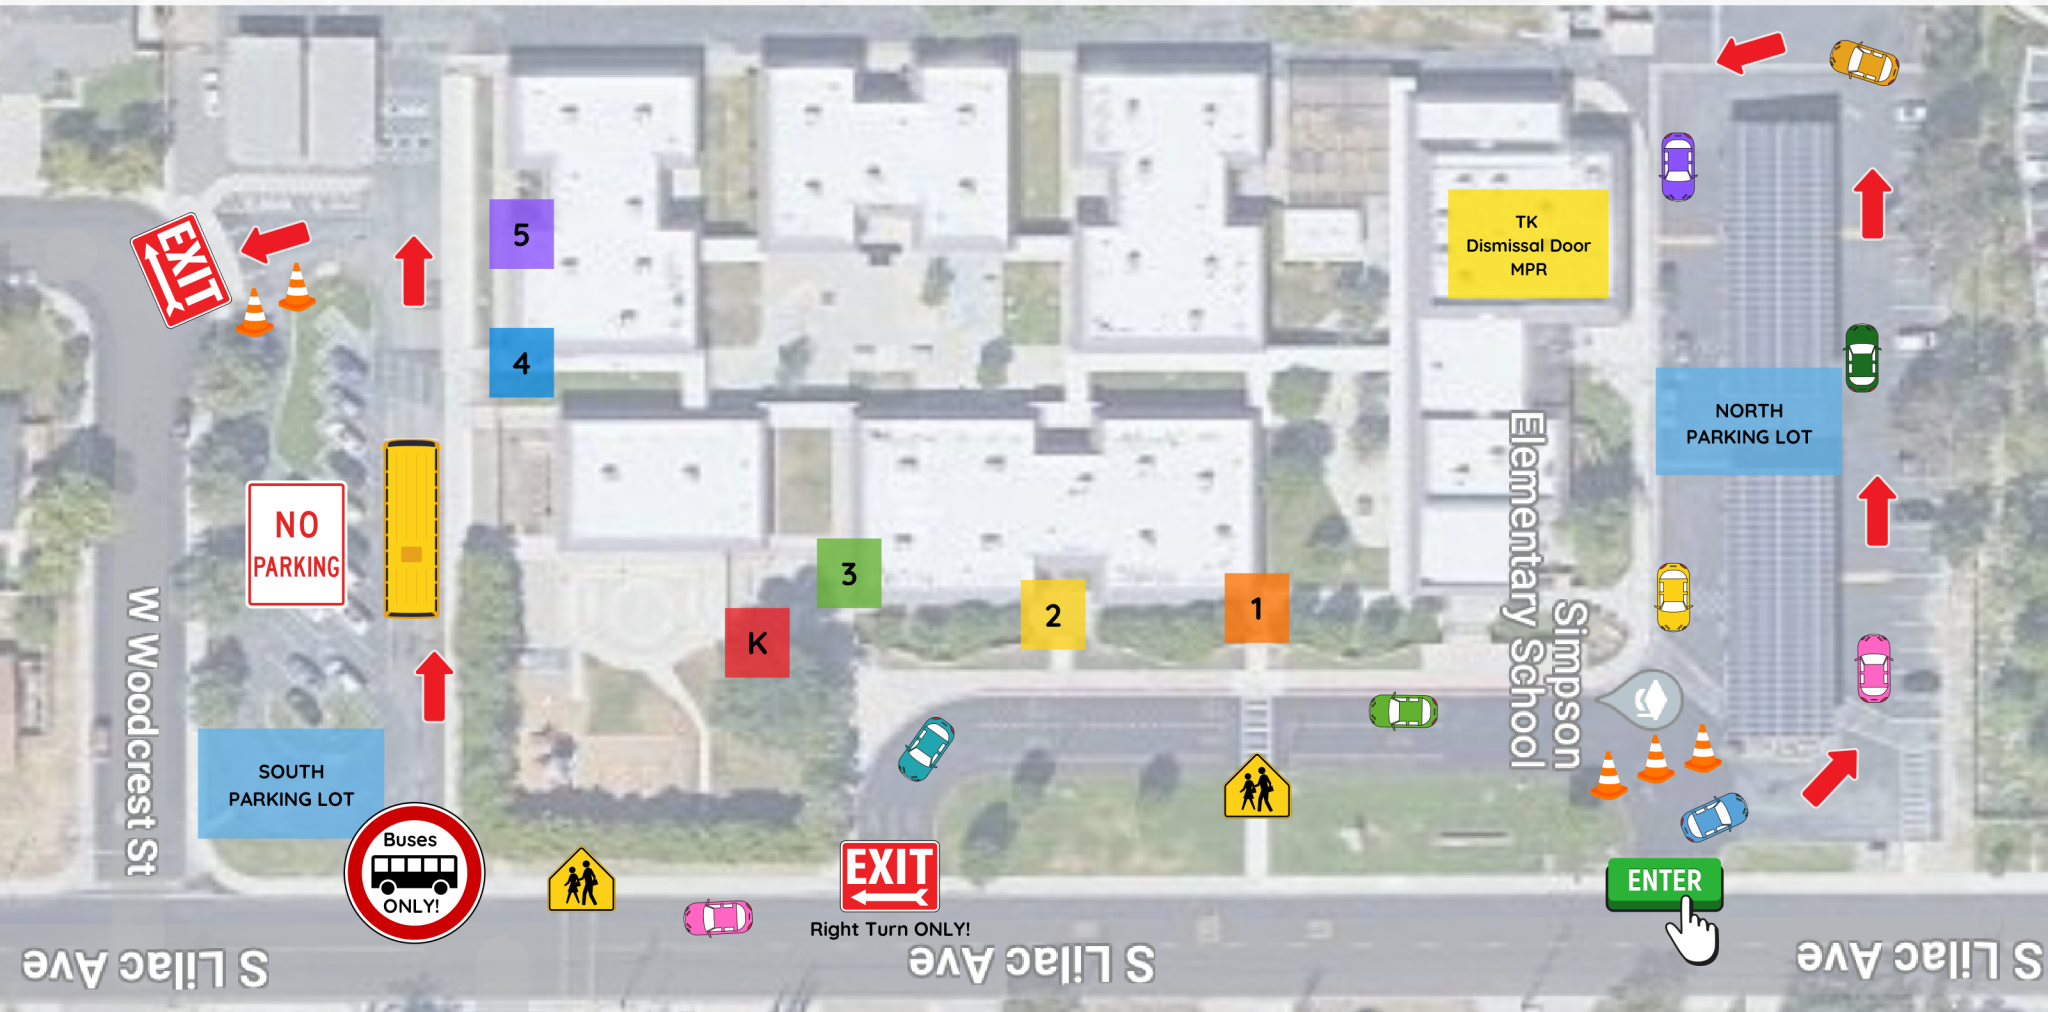 EXIT
5
4
TK
Dismissal Door
MPR
NORTH
PARKING LOT
NO
PARKING
3
2
1
K
W Woodcrest St
Simpson
Elementary School
SOUTH
PARKING LOT
Buses
ONLY!
EXIT
Right Turn ONLY!
ENTER
S Lilac Ave
S Lilac Ave
S Lilac Ave